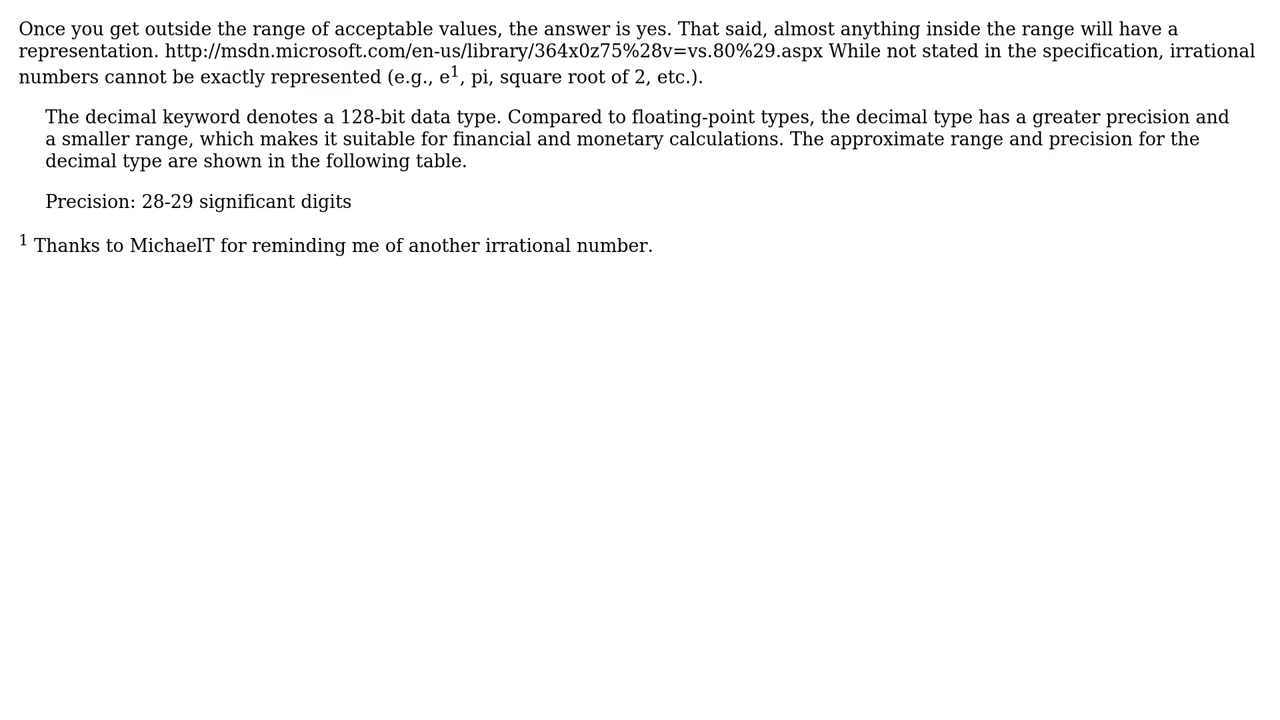 Once you get outside the range of acceptable values, the answer is yes. That said, almost anything inside the range will have a
representation. http://msdn.microsoft.com/en-us/library/364x0z75%28v=vs.80%29.aspx While not stated in the specification, irrational
numbers cannot be exactly represented (e.g., e1, pi, square root of 2, etc.).
The decimal keyword denotes a 128-bit data type. Compared to floating-point types, the decimal type has a greater precision and
a smaller range, which makes it suitable for financial and monetary calculations. The approximate range and precision for the
decimal type are shown in the following table.
Precision: 28-29 significant digits
1 Thanks to MichaelT for reminding me of another irrational number.